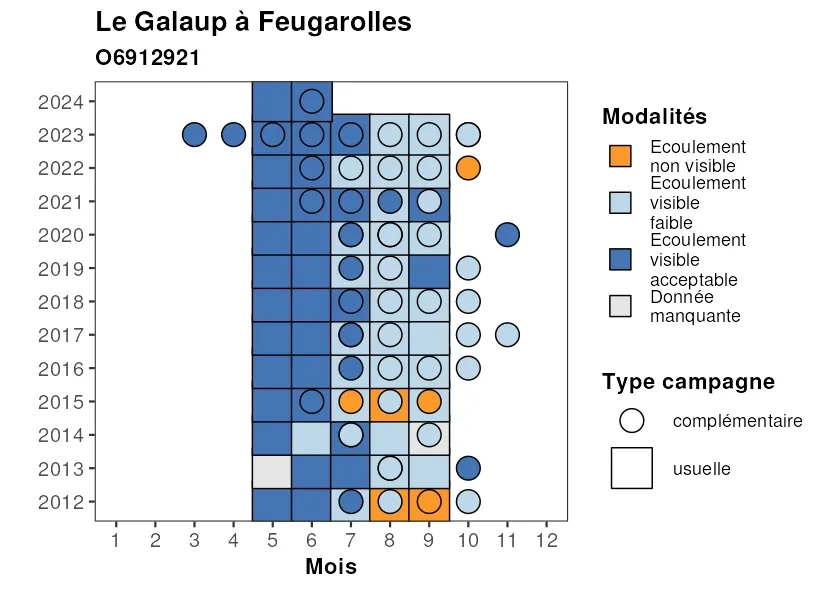 Le Galaup à Feugarolles
O6912921
2024
2023
2022
2021
2020
2019
2018
2017
2016
2015
2014
2013
2012
1 2 3 4 5 6 7 8 9 10 11 12
Mois
Modalités
Ecoulement
non visible
Ecoulement
visible
faible
Ecoulement
visible
acceptable
Donnée
manquante
Type campagne
complémentaire
usuelle